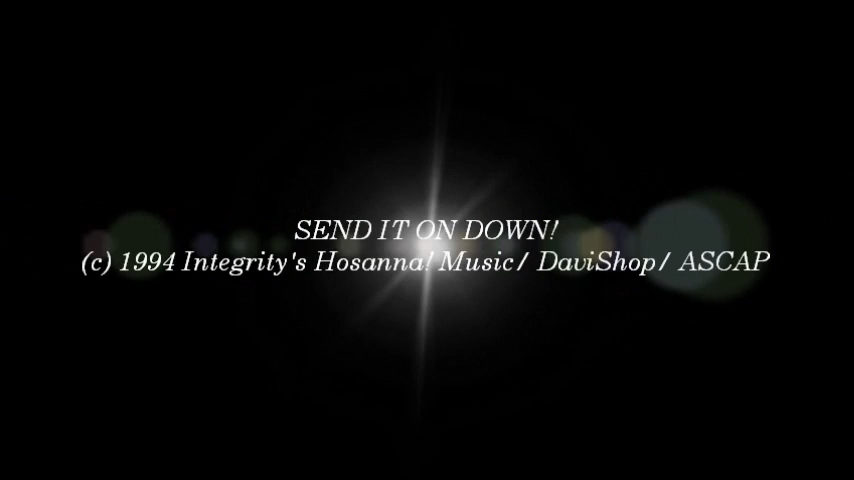 SEND IT ON DOWN!
(c) 1994 Integrity's Hosanna! Music/ DaviShop/ ASCAP